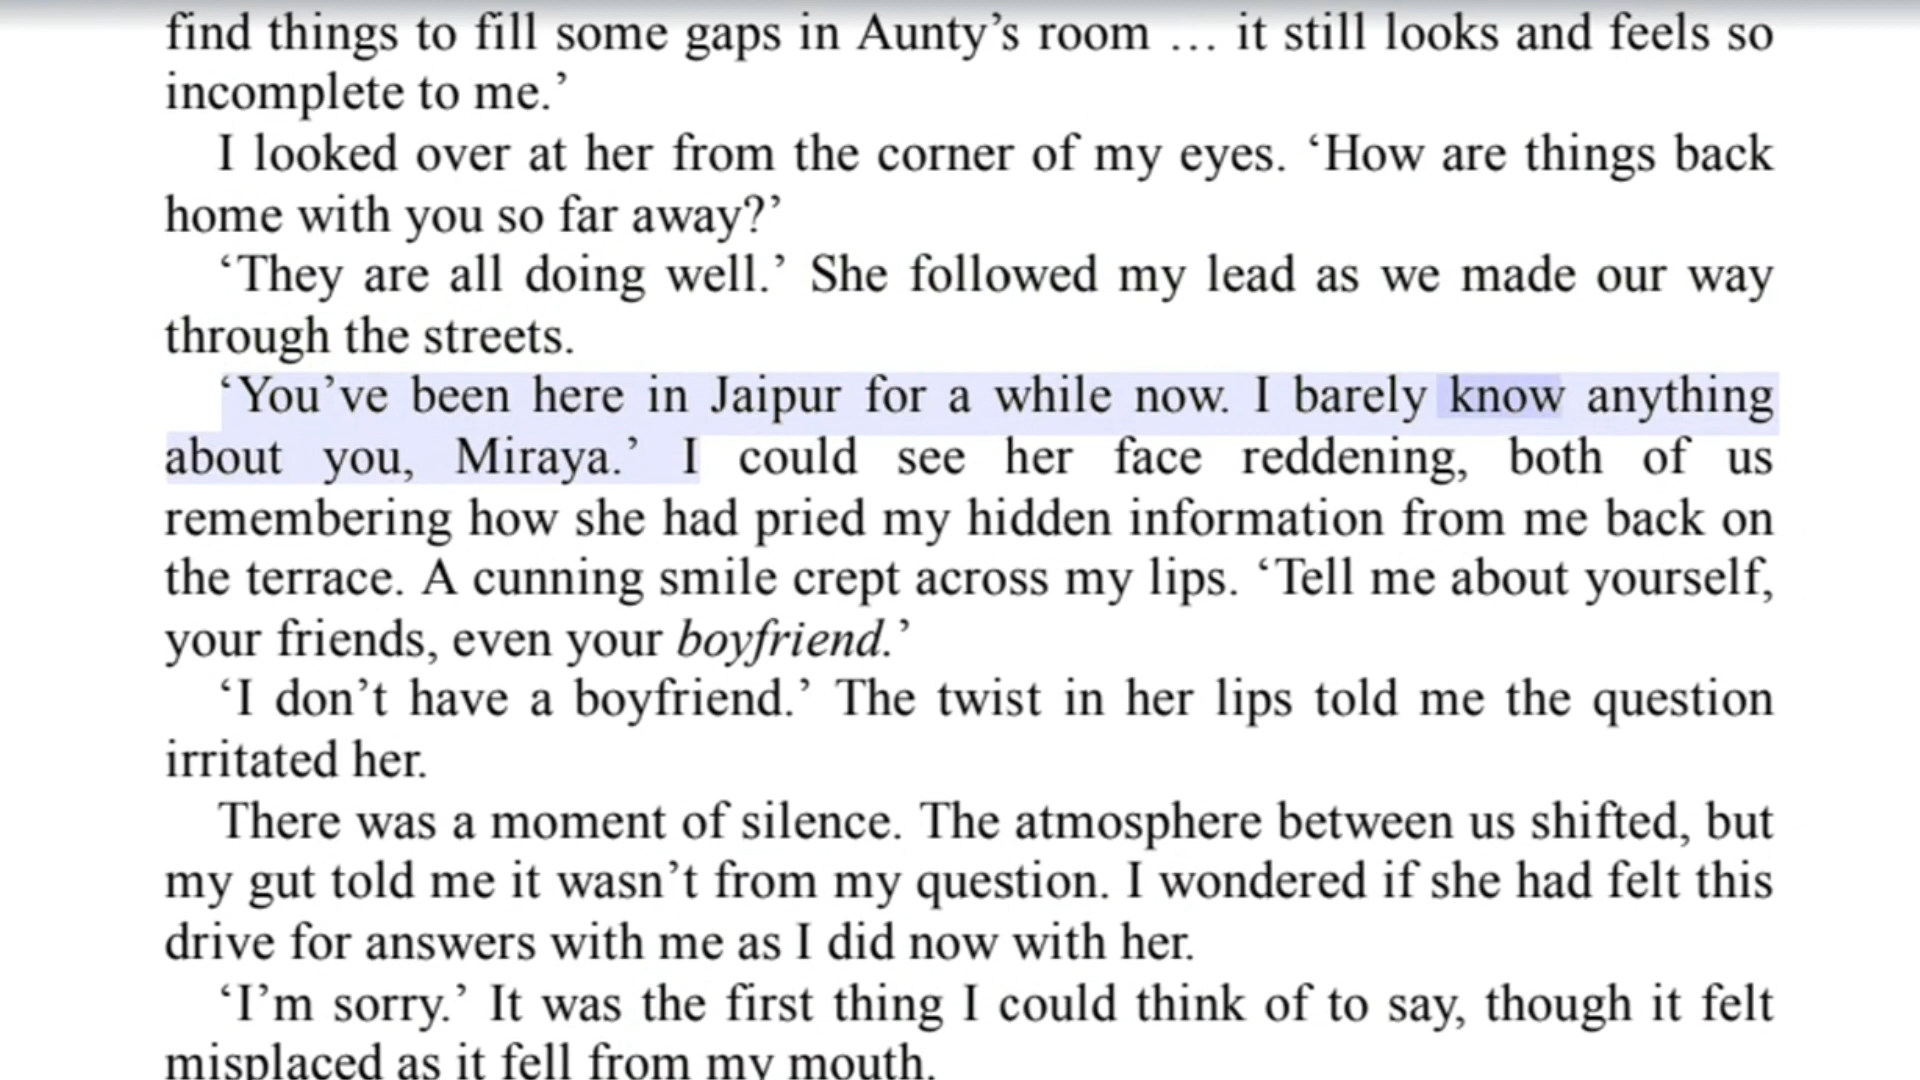 find things to fill some gaps in Aunty’s room … it still looks and feels so
incomplete to me.’
I looked over at her from the corner of my eyes. ‘How are things back
home with you so far away?’
‘They are all doing well.’ She followed my lead as we made our way
through the streets.
‘You’ve been here in Jaipur for a while now. I barely know anything
about you, Miraya.’ I could see her face reddening, both of us
remembering how she had pried my hidden information from me back on
the terrace. A cunning smile crept across my lips. ‘Tell me about yourself,
your friends, even your boyfriend.’
‘I don’t have a boyfriend.’ The twist in her lips told me the question
irritated her.
There was a moment of silence. The atmosphere between us shifted, but
my gut told me it wasn’t from my question. I wondered if she had felt this
drive for answers with me as I did now with her.
‘I’m sorry.’ It was the first thing I could think of to say, though it felt
misplaced as it fell from my mouth.